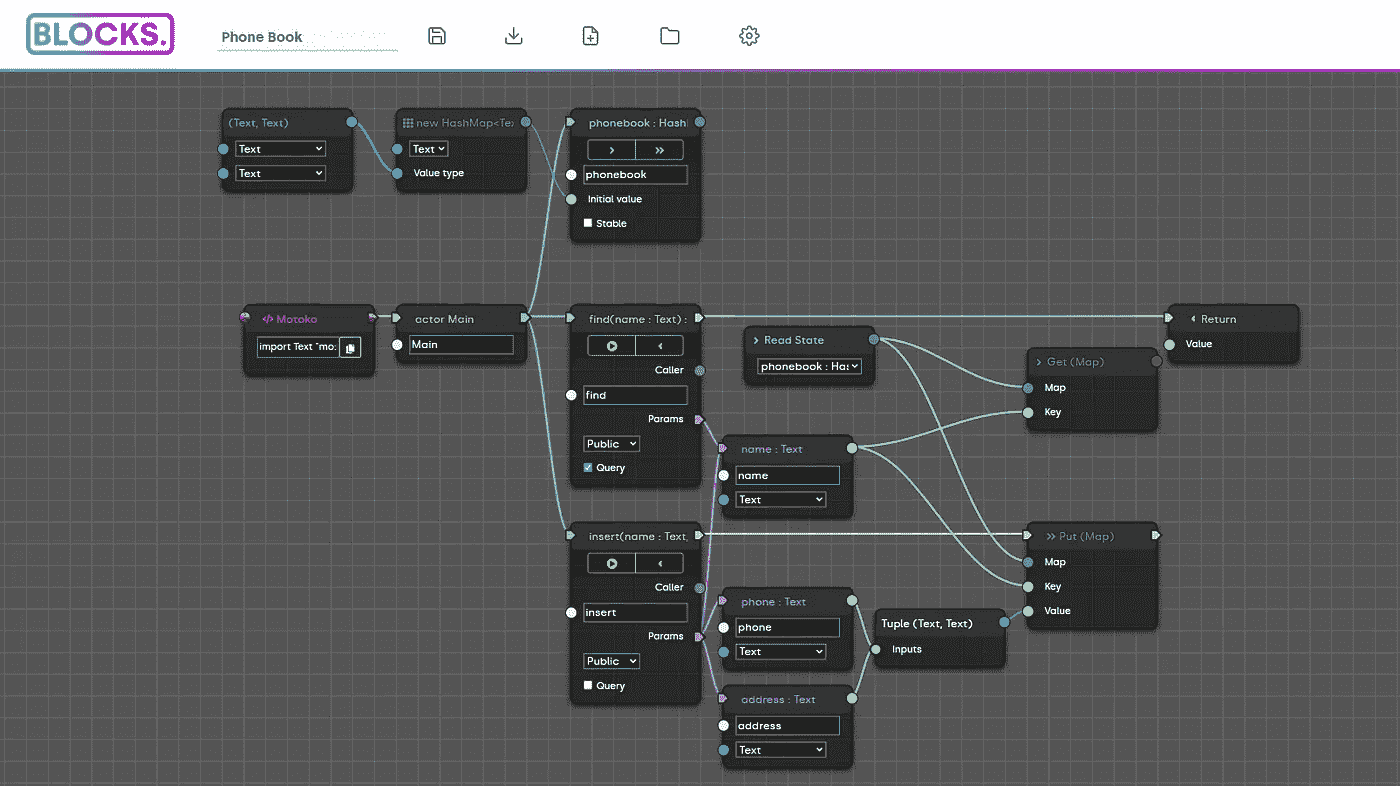 BLOCKS.
Phone Book
(Text, Text)
Text
Text
new HashMap<Te
Text
Value type
phonebook : Hash
phonebook
Initial value
Stable
</> Motoko
import Text "mo:
actor Main
Main
find(name : Text) :
Caller
find
Params
Public
Query
Read State
phonebook : Ha
name : Text
name
Text
Get (Map)
Map
Key
Return
Value
insert(name : Text,
Caller
insert
Params
Public
Query
phone : Text
phone
Text
address : Text
address
Text
Tuple (Text, Text)
Inputs
Put (Map)
Map
Key
Value